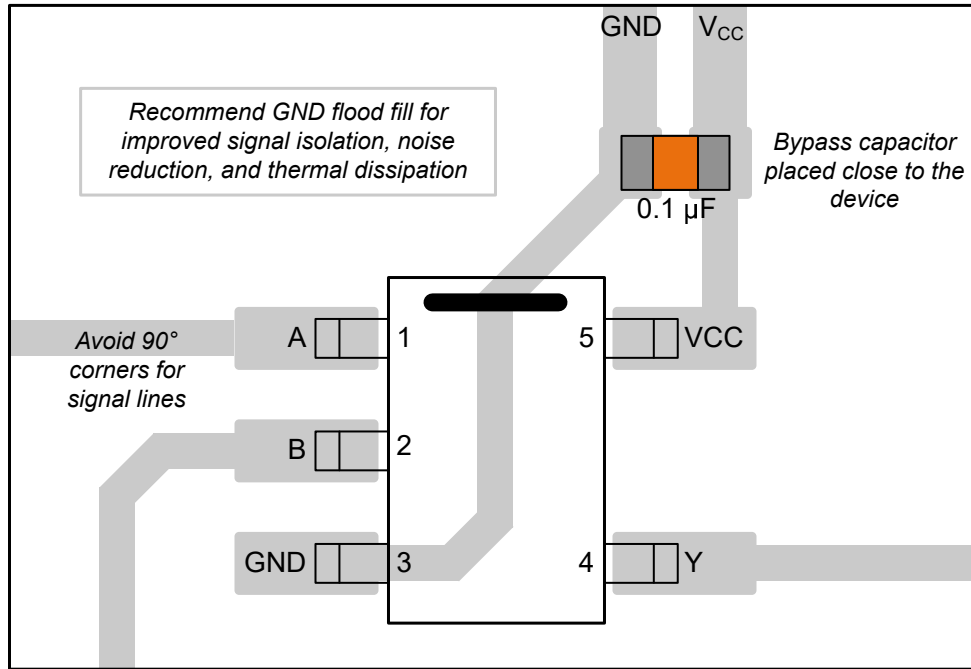 GND
VCC
Recommend GND flood fill for
improved signal isolation, noise
reduction, and thermal dissipation
Bypass capacitor
placed close to the
device
0.1 µF
A
1
5
VCC
Avoid 90°
corners for
signal lines
B
2
GND
3
4
Y